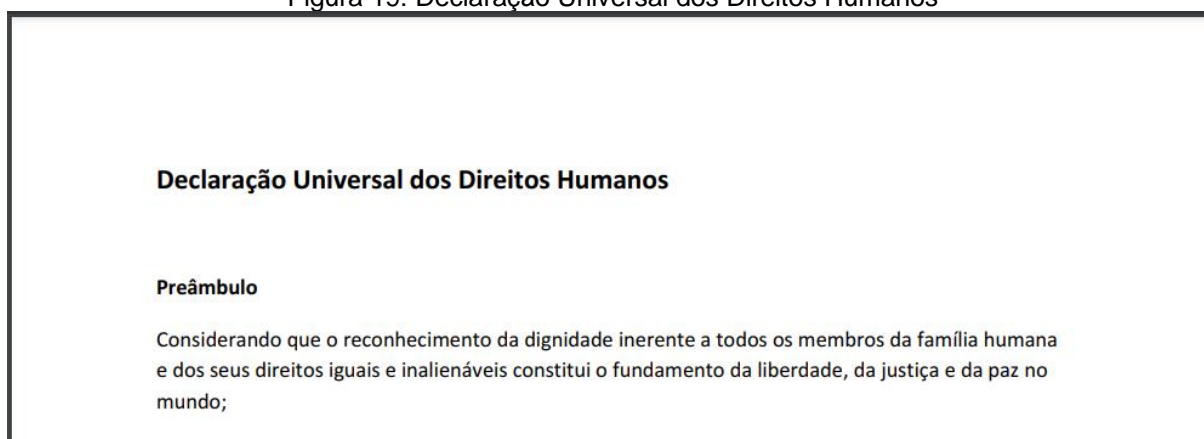 Figura 19: Declaração Universal dos Direitos Humanos
Declaração Universal dos Direitos Humanos
Preâmbulo
Considerando que o reconhecimento da dignidade inerente a todos os membros da família humana
e dos seus direitos iguais e inalienáveis constitui o fundamento da liberdade, da justiça e da paz no
mundo;